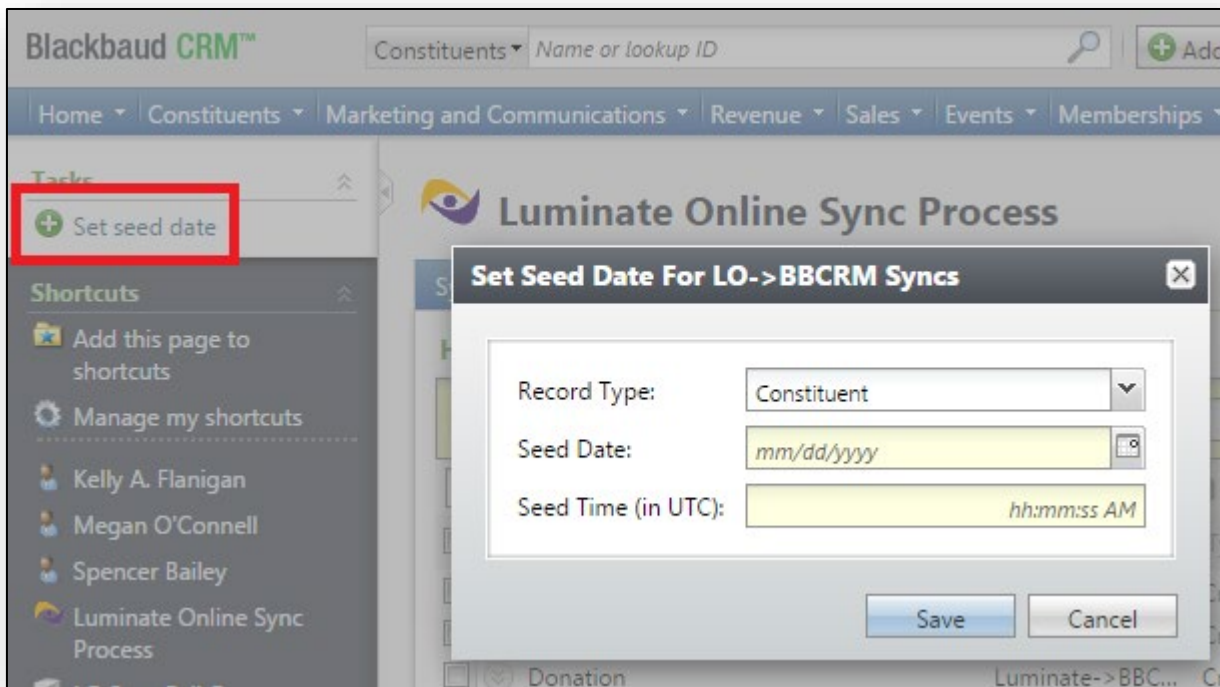 Blackbaud CRM™
Constituents Name or lookup ID
Add
Home Constituents Marketing and Communications Revenue Sales Events Memberships
Tasks
Set seed date
Shortcuts
Add this page to
shortcuts
Manage my shortcuts
Kelly A. Flanigan
Megan O'Connell
Spencer Bailey
Luminate Online Sync
Process
Luminate Online Sync Process
Set Seed Date For LO->BBCRM Syncs
Record Type: Constituent
Seed Date: mm/dd/yyyy
Seed Time (in UTC): hh:mm:ss AM
Save Cancel
Donation Luminate->BBC...